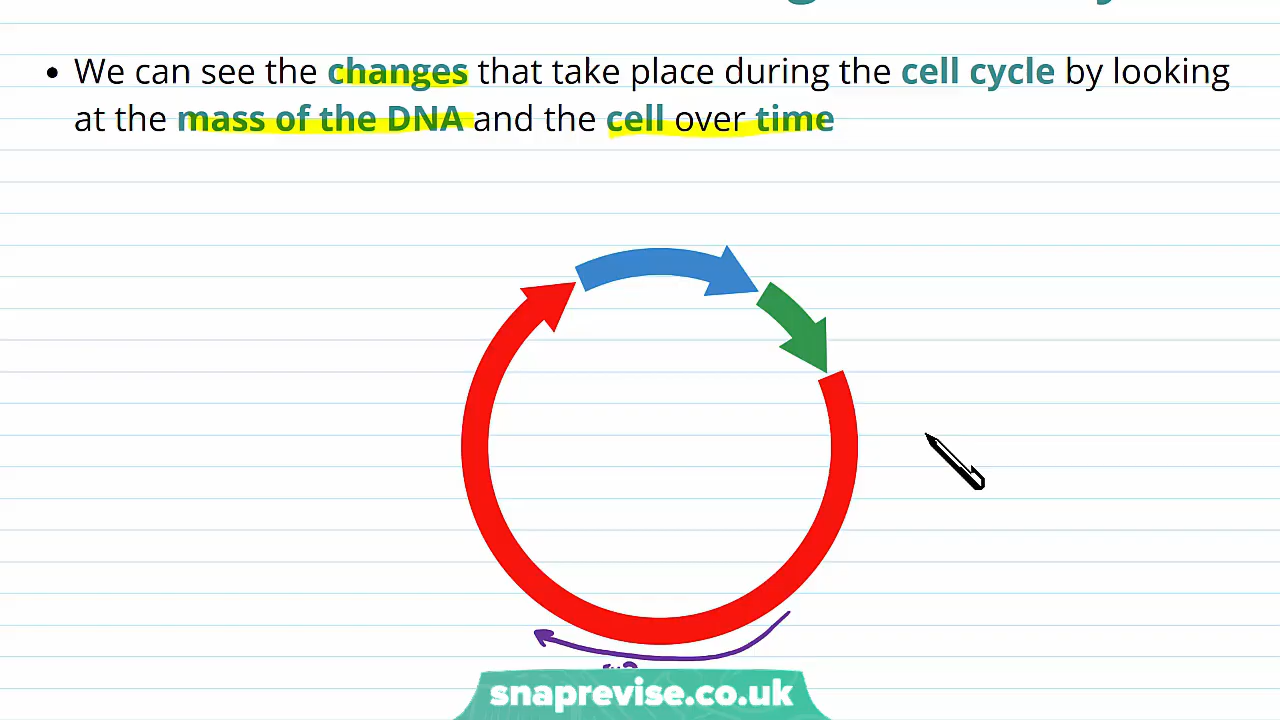 We can see the changes that take place during the cell cycle by looking
at the mass of the DNA and the cell over time
snaprevise.co.uk